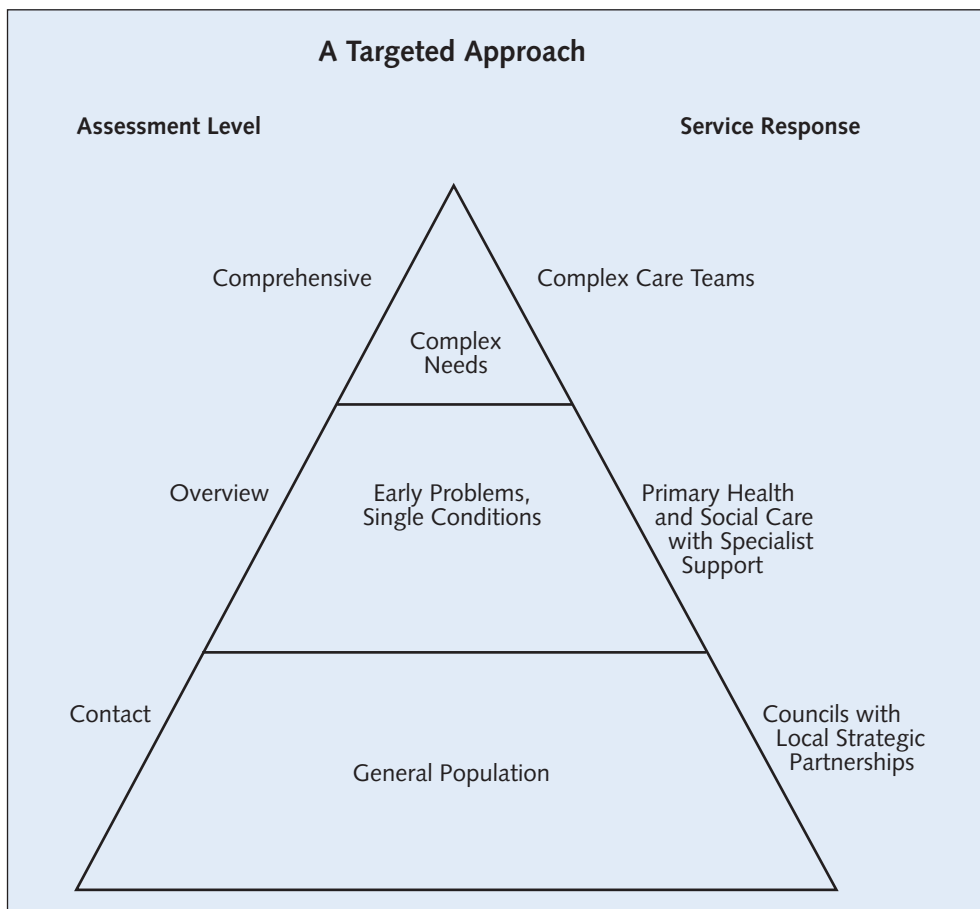 A Targeted Approach
Assessment Level
Service Response
Comprehensive
Complex Care Teams
Complex
Needs
Overview
Early Problems,
Single Conditions
Primary Health
and Social Care
with Specialist
Support
Contact
General Population
Councils with
Local Strategic
Partnerships